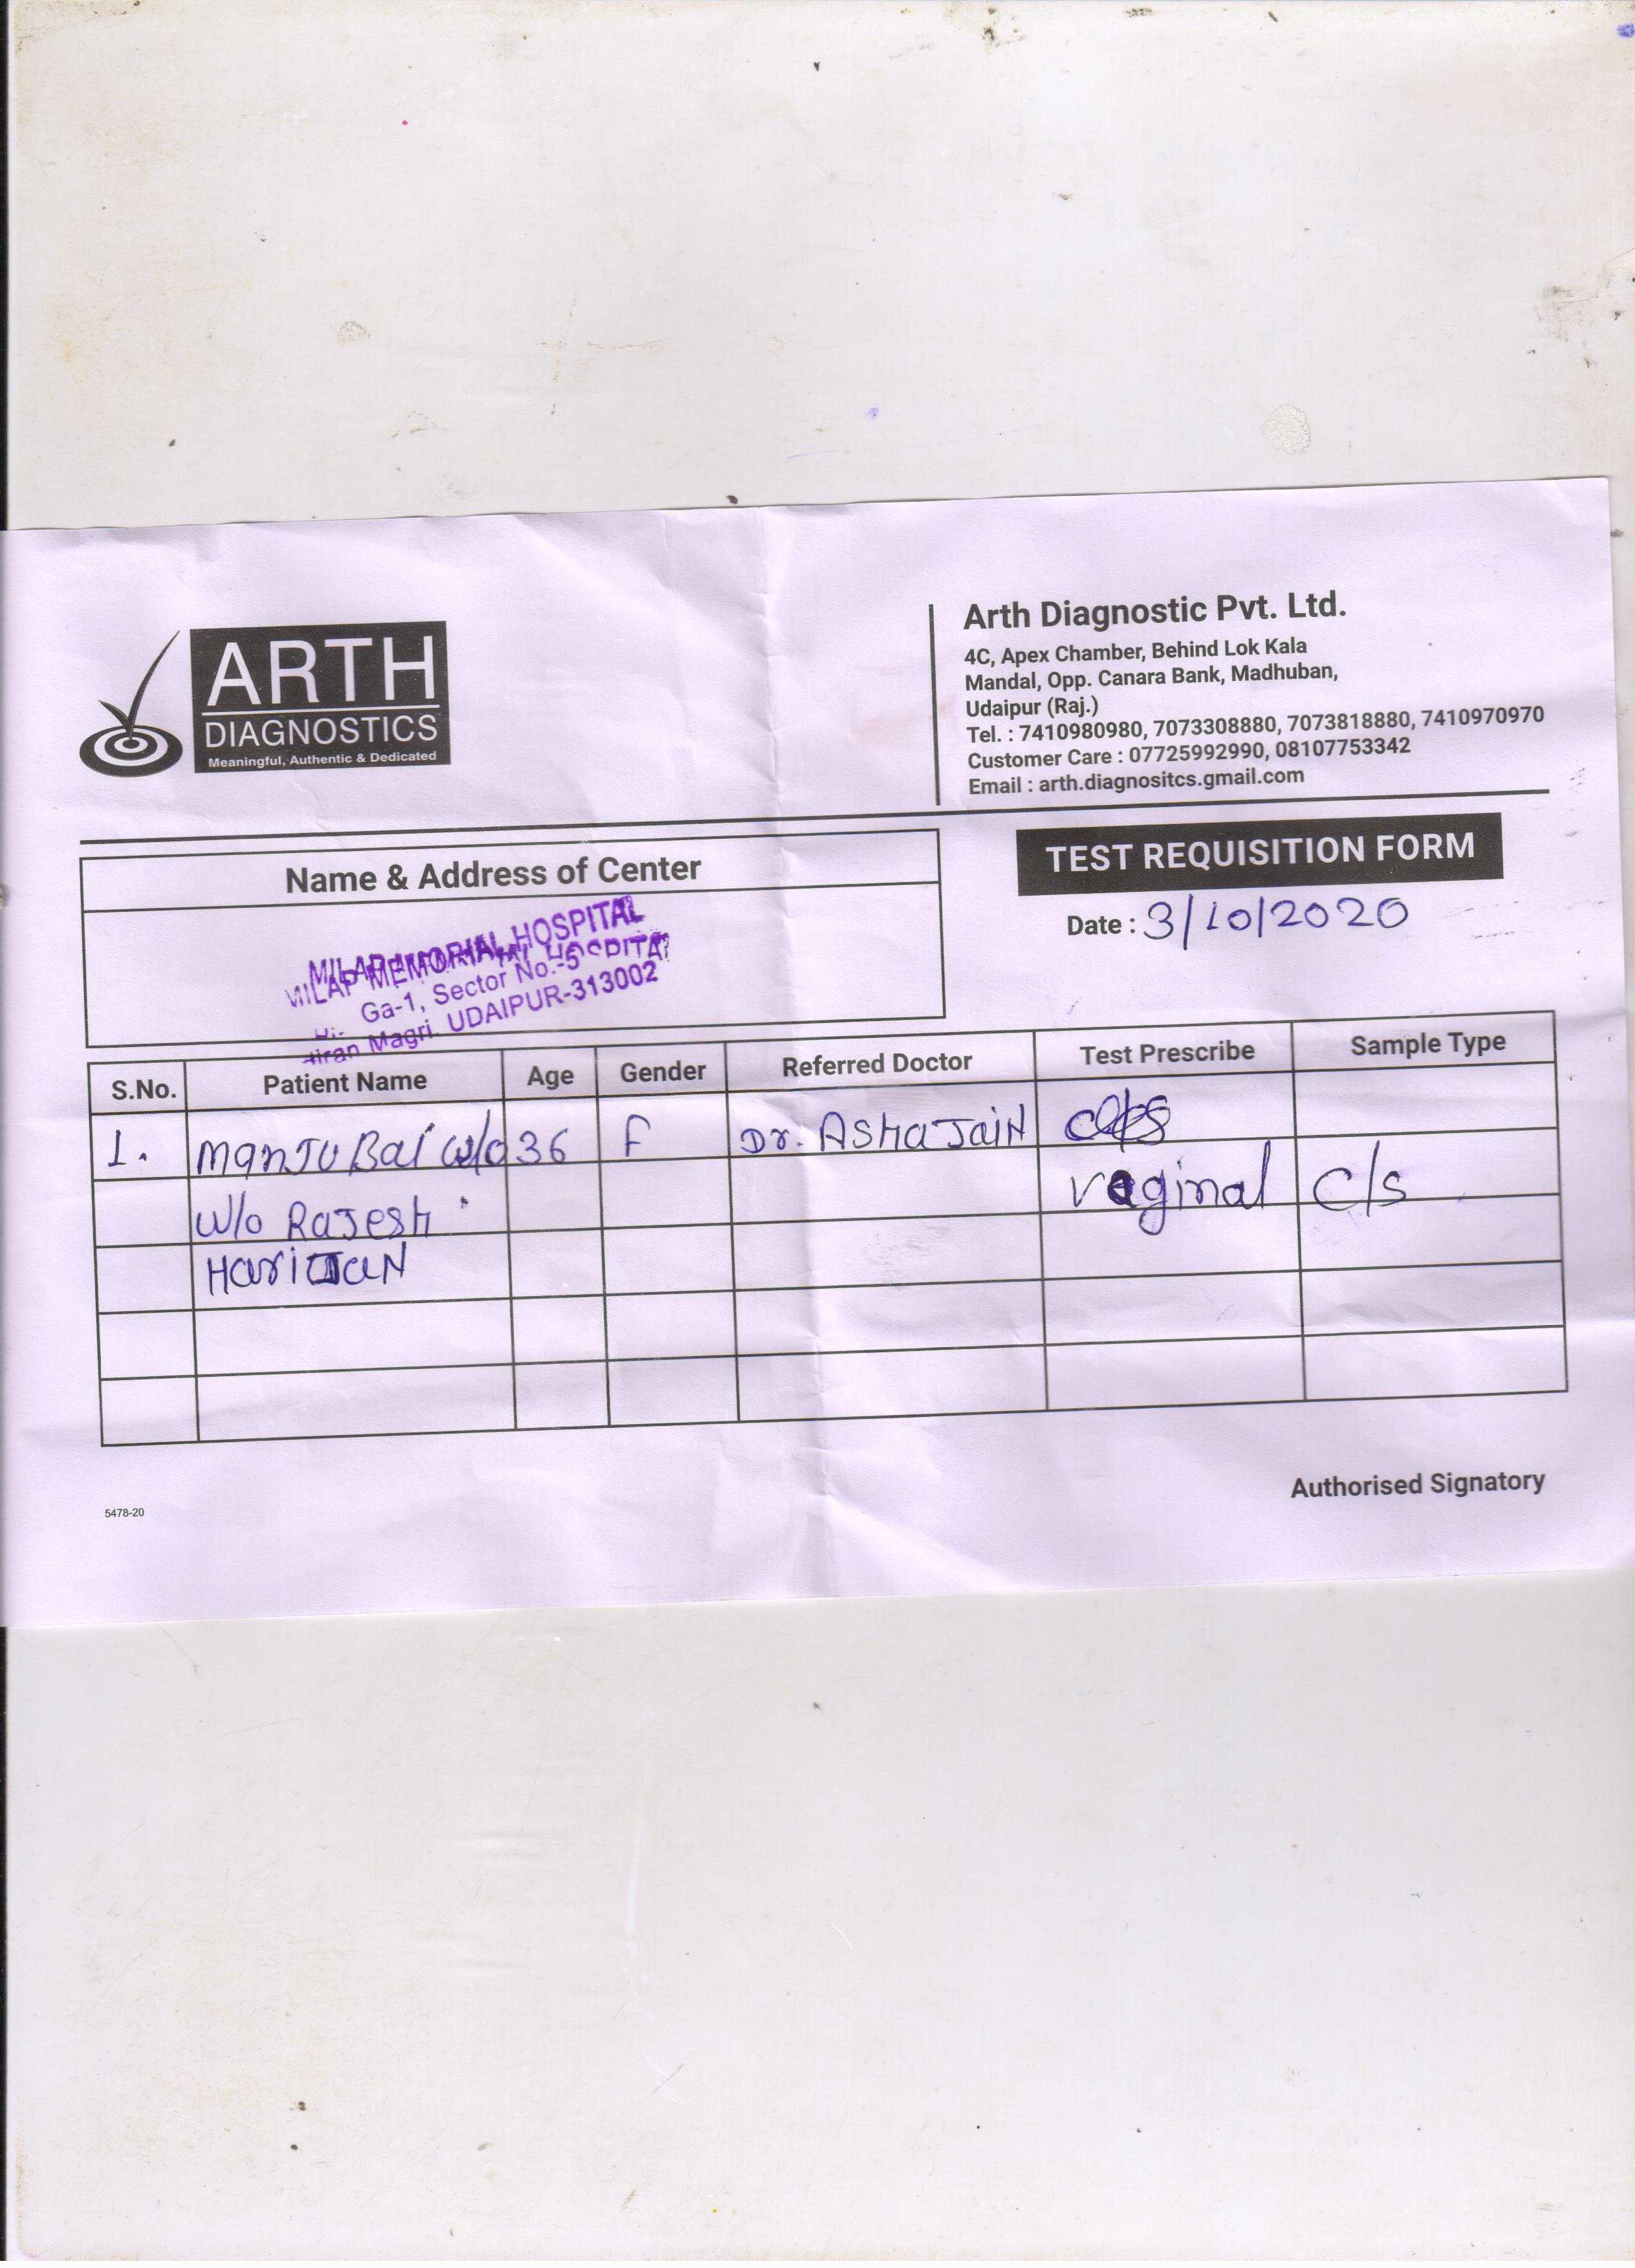 ARTH
DIAGNOSTICS
Meaningful, Authentic & Dedicated
Arth Diagnostic Pvt. Ltd.
4C, Apex Chamber, Behind Lok Kala
Mandal, Opp. Canara Bank, Madhuban,
Udaipur (Raj.)
Tel. : 7410980980, 7073308880, 7073818880, 7410970970
Customer Care : 07725992990, 08107753342
Email : arth.diagnositcs.gmail.com
Name & Address of Center
MILAP MEMORIAL HOSPITAL
Ga-1, Sector No.-5
Magri. UDAIPUR-313002
TEST REQUISITION FORM
Date : 3/10/2020
S.No. Patient Name Age Gender Referred Doctor Test Prescribe Sample Type
1. Manju Bai w/o 36 F Dr. Asha Jain
vaginal c/s
w/o Rajesh
Harijan
Authorised Signatory
5478-20